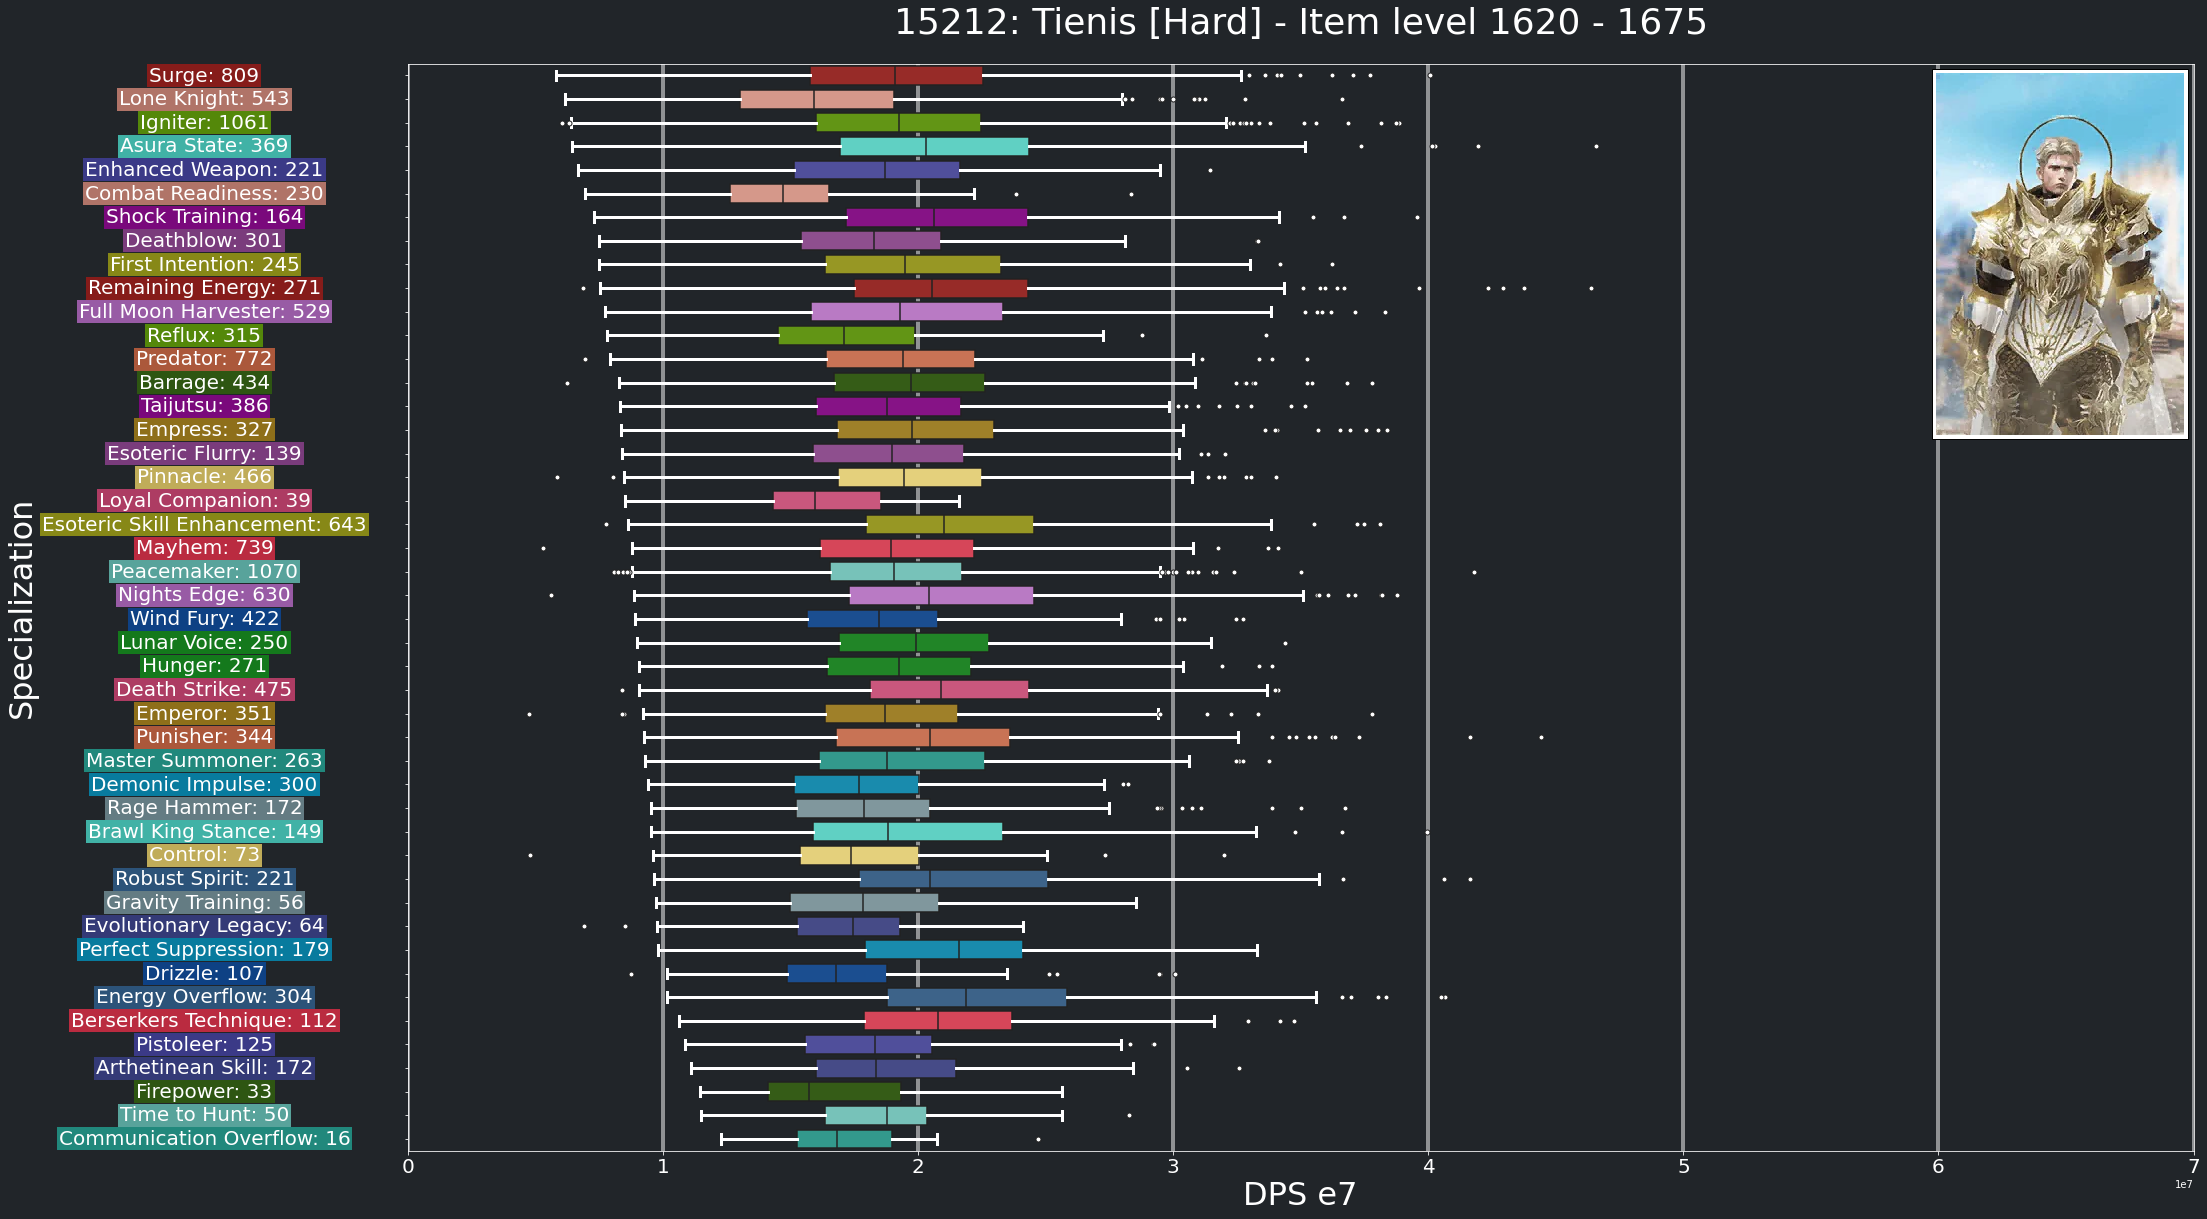 15212: Tienis [Hard] - Item level 1620 - 1675
Specialization
Surge: 809
Lone Knight: 543
Igniter: 1061
Asura State: 369
Enhanced Weapon: 221
Combat Readiness: 230
Shock Training: 164
Deathblow: 301
First Intention: 245
Remaining Energy: 271
Full Moon Harvester: 529
Reflux: 315
Predator: 772
Barrage: 434
Taijutsu: 386
Empress: 327
Esoteric Flurry: 139
Pinnacle: 466
Loyal Companion: 39
Esoteric Skill Enhancement: 643
Mayhem: 739
Peacemaker: 1070
Nights Edge: 630
Wind Fury: 422
Lunar Voice: 250
Hunger: 271
Death Strike: 475
Emperor: 351
Punisher: 344
Master Summoner: 263
Demonic Impulse: 300
Rage Hammer: 172
Brawl King Stance: 149
Control: 73
Robust Spirit: 221
Gravity Training: 56
Evolutionary Legacy: 64
Perfect Suppression: 179
Drizzle: 107
Energy Overflow: 304
Berserkers Technique: 112
Pistoleer: 125
Arthetinean Skill: 172
Firepower: 33
Time to Hunt: 50
Communication Overflow: 16
0 1 2 3 4 5 6 7
1e7
DPS e7